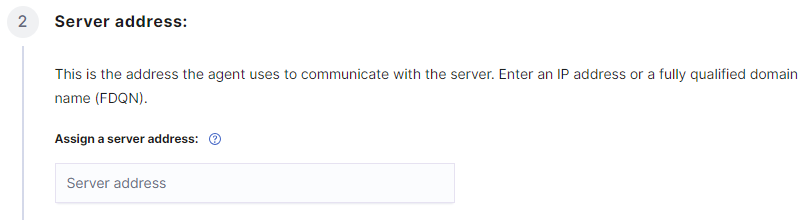 2 Server address:
This is the address the agent uses to communicate with the server. Enter an IP address or a fully qualified domain
name (FDQN).
Assign a server address: ?
Server address